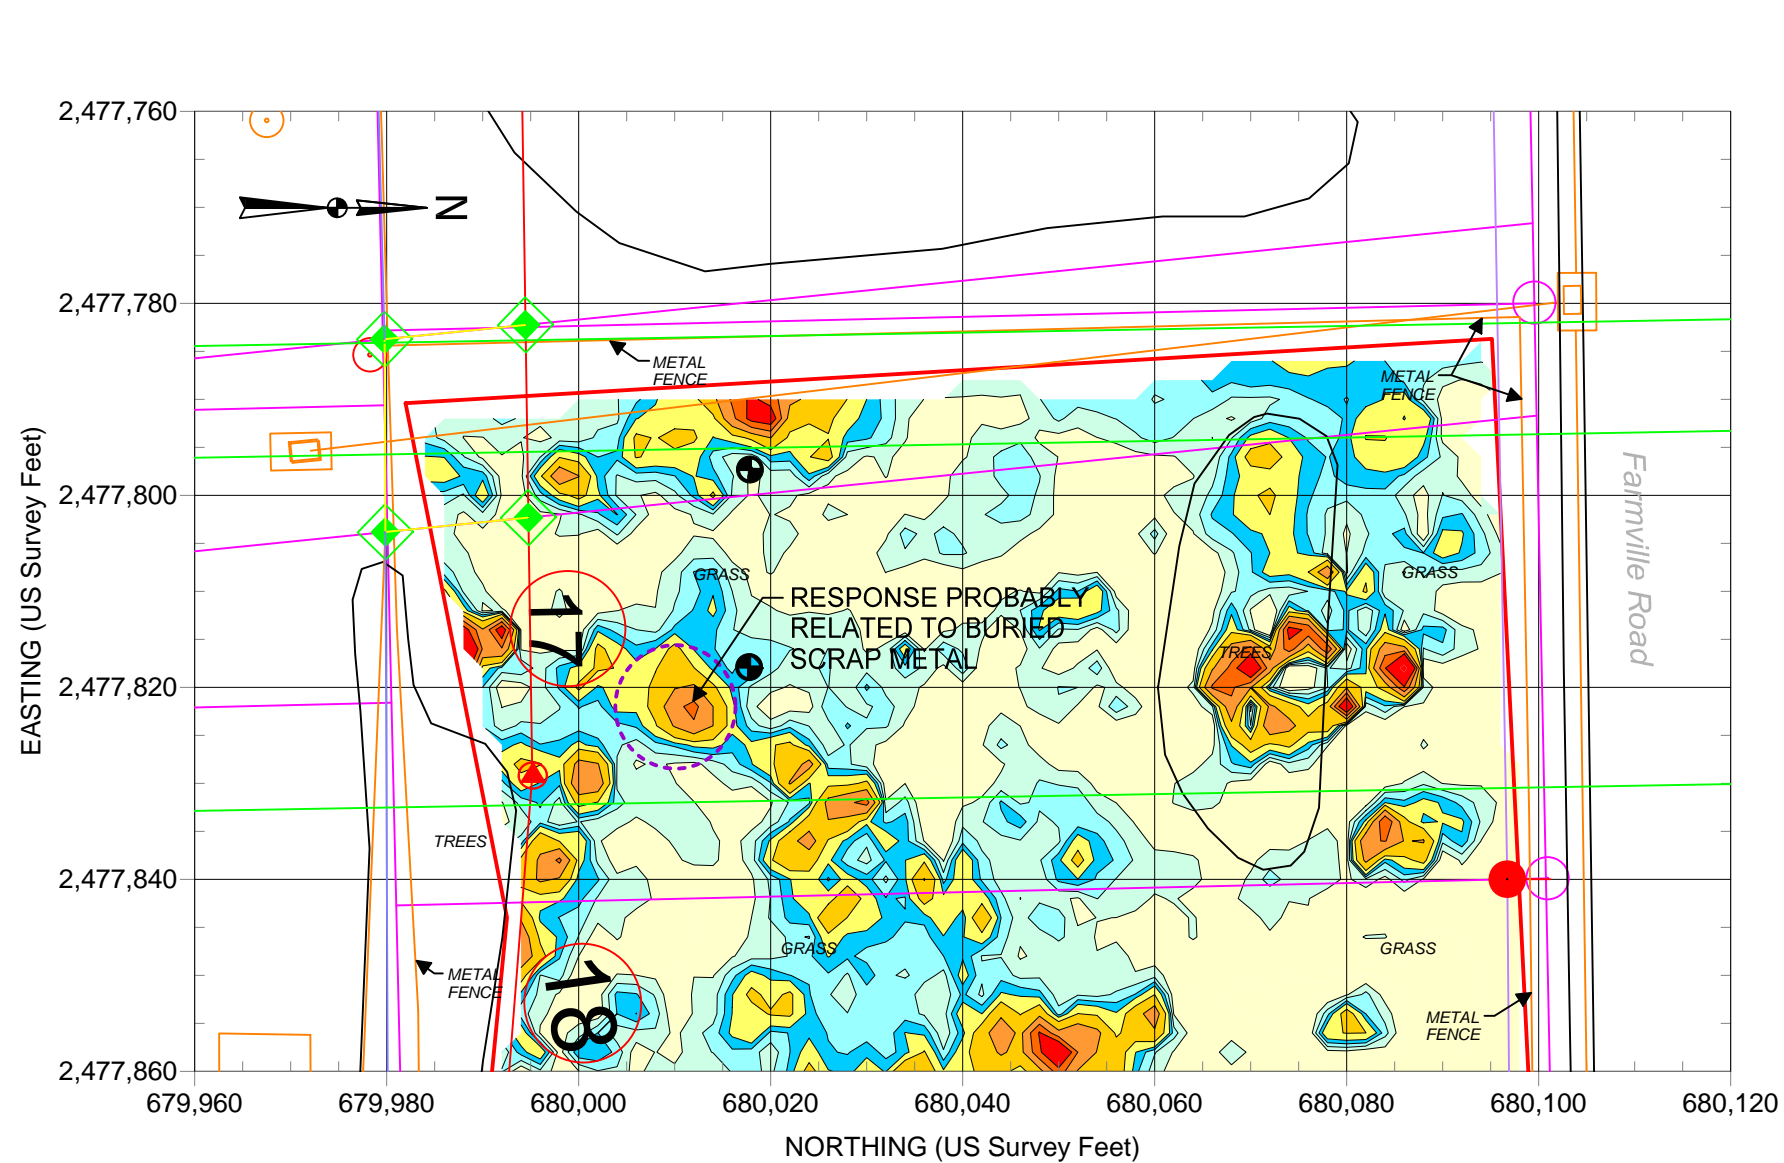 2,477,760
2,477,780
2,477,800
2,477,820
2,477,840
2,477,860
EASTING (US Survey Feet)
N
METAL
FENCE
METAL
FENCE
GRASS
17
RESPONSE PROBABLY
RELATED TO BURIED
SCRAP METAL
TREES
GRASS
Farmville Road
TREES
GRASS
GRASS
METAL
FENCE
18
METAL
FENCE
679,960
679,980
680,000
680,020
680,040
680,060
680,080
680,100
680,120
NORTHING (US Survey Feet)